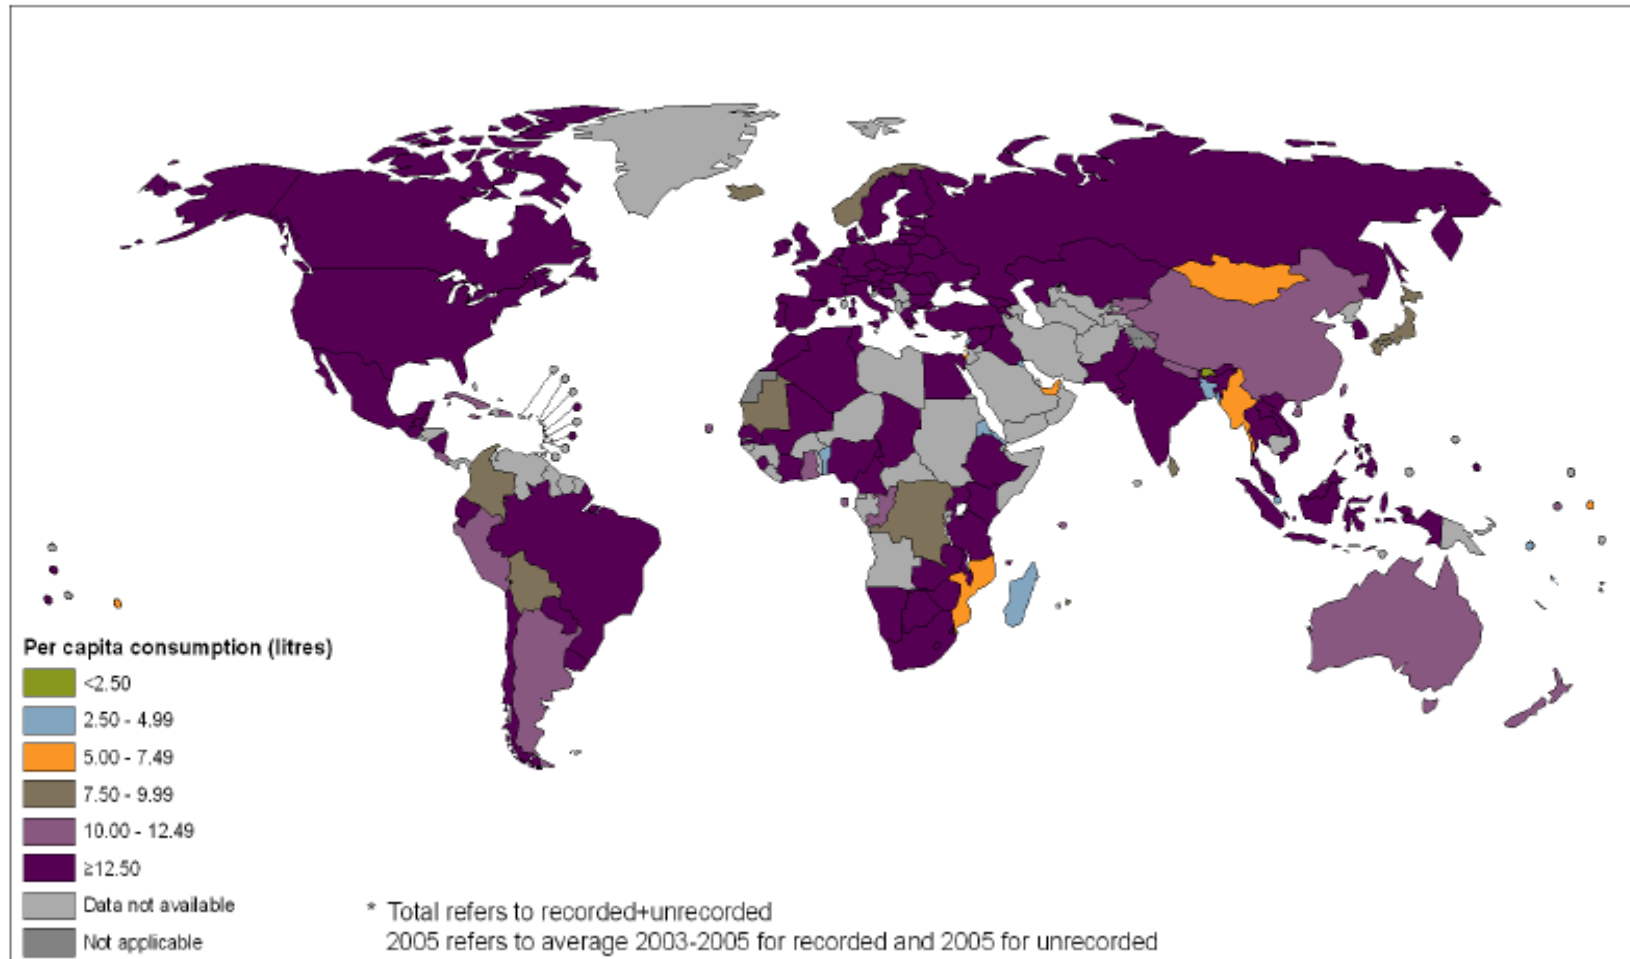 Per capita consumption (litres)
<2.50
2.50 - 4.99
5.00 - 7.49
7.50 - 9.99
10.00 - 12.49
≥12.50
Data not available
Not applicable
* Total refers to recorded+unrecorded
2005 refers to average 2003-2005 for recorded and 2005 for unrecorded